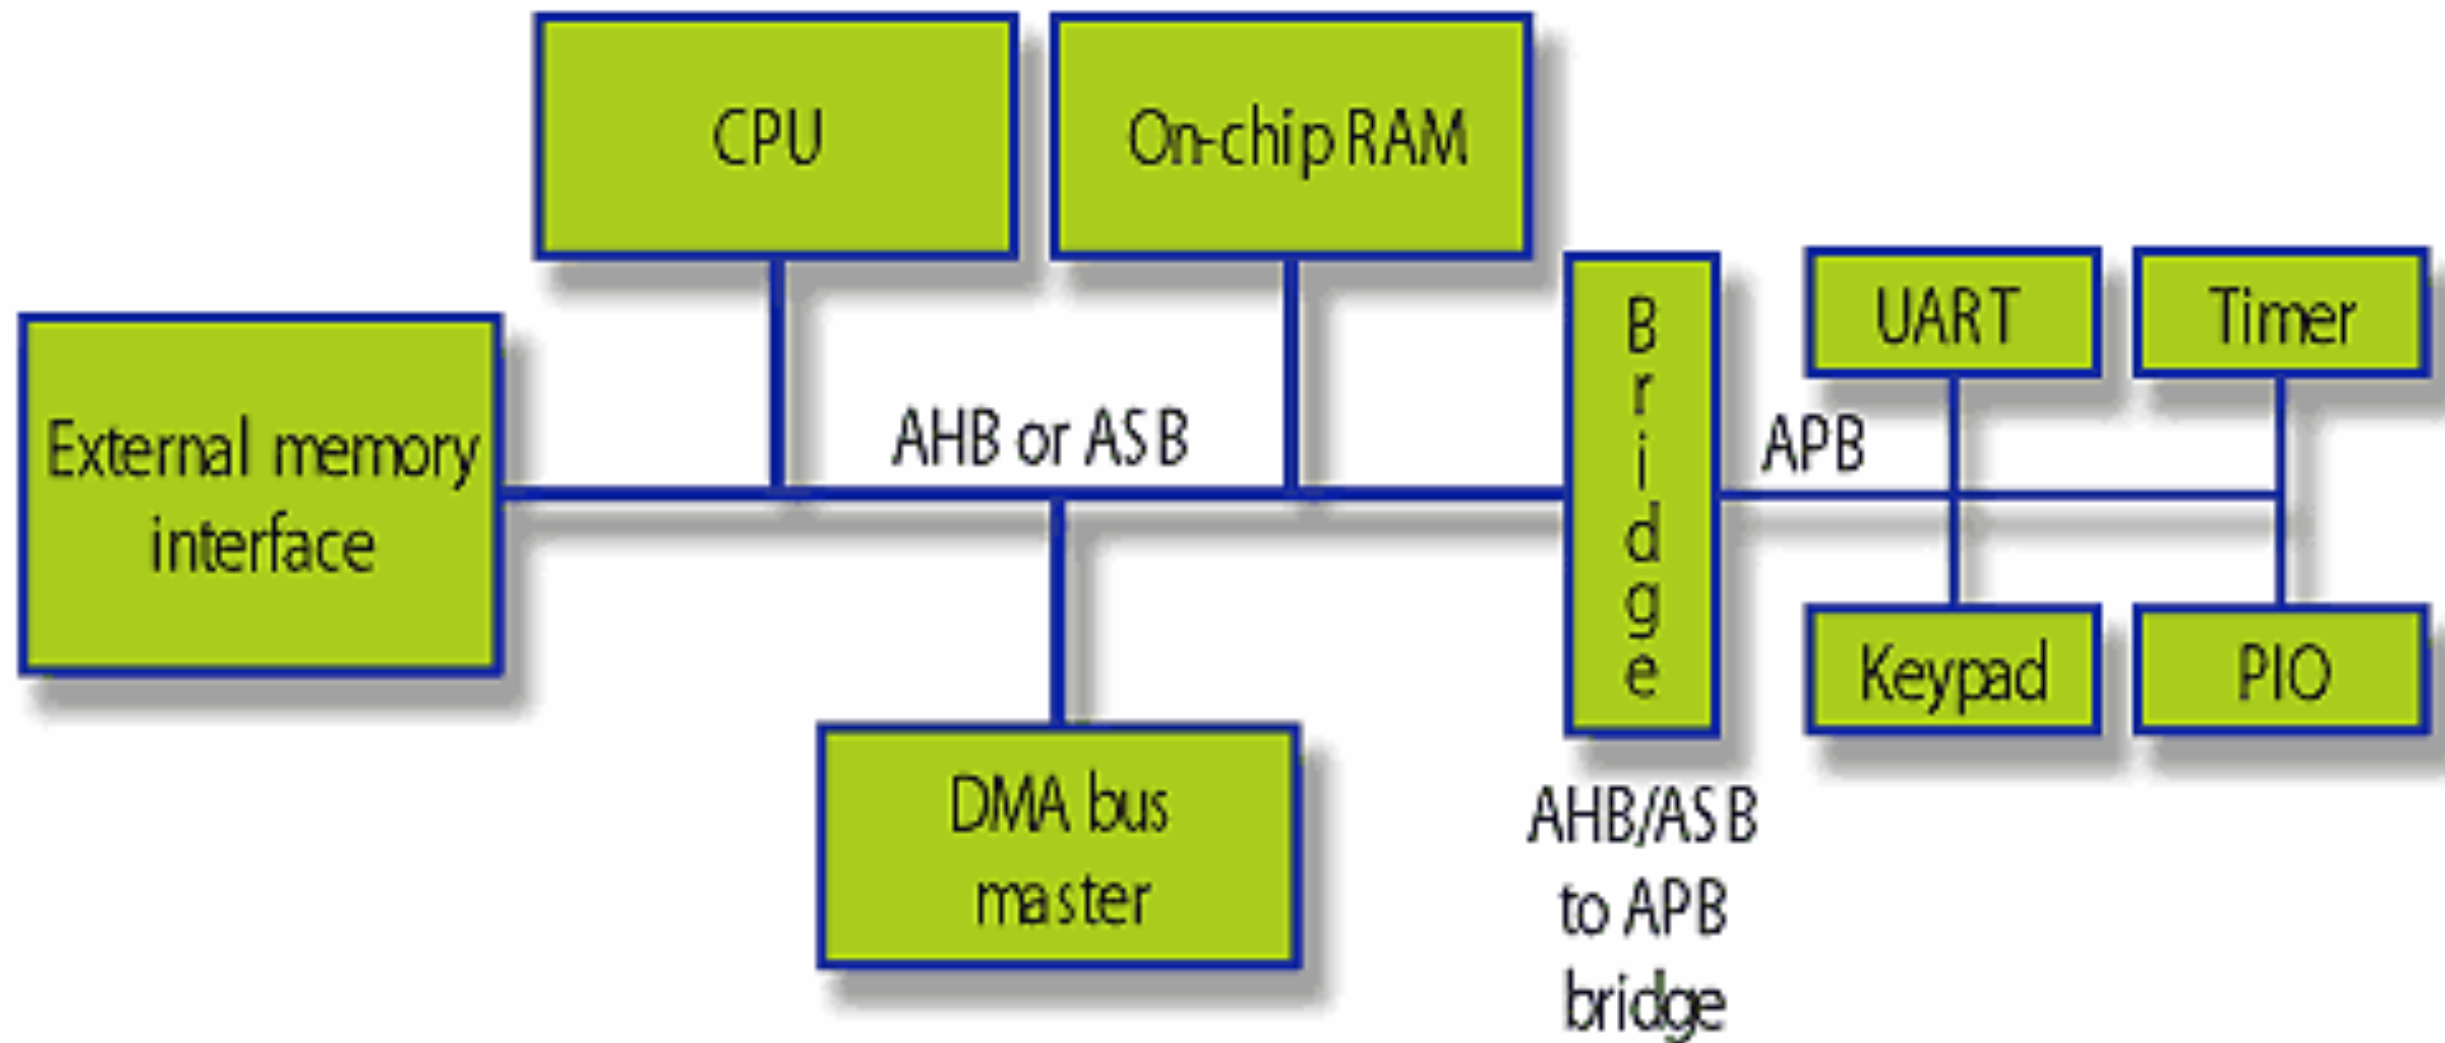 CPU
On-chip RAM
External memory
interface
AHB or ASB
Bridge
APB
UART
Timer
Keypad
PIO
DMA bus
master
AHB/ASB
to APB
bridge